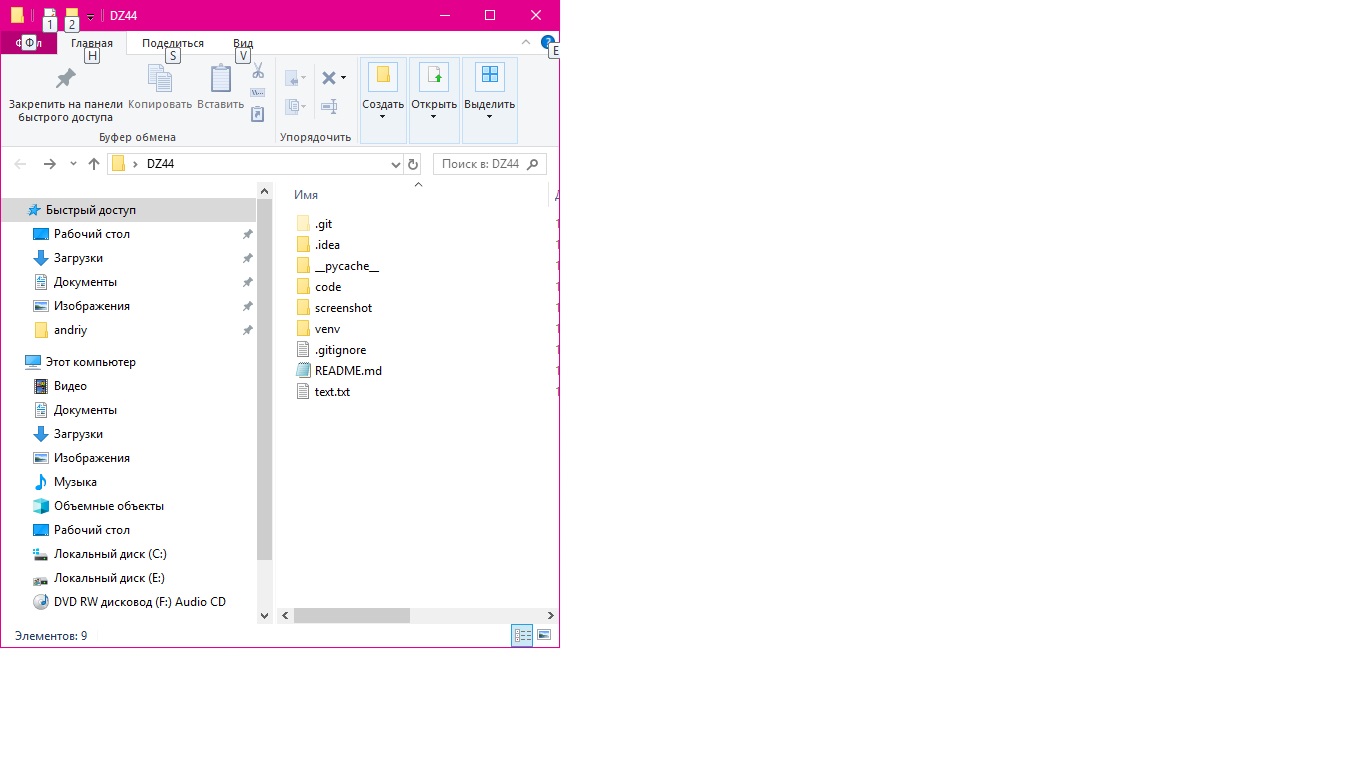 1
2
DZ44
Ф
Главная
Поделиться
Вид
H
S
V
E
Закрепить на панели
быстрого доступа
Копировать
Вставить
Создать
Открыть
Выделить
Буфер обмена
Упорядочить
DZ44
Поиск в: DZ44
Имя
Быстрый доступ
Рабочий стол
Загрузки
Документы
Изображения
andriy
Этот компьютер
Видео
Документы
Загрузки
Изображения
Музыка
Объемные объекты
Рабочий стол
Локальный диск (C:)
Локальный диск (E:)
DVD RW дисковод (F:) Audio CD
.git
.idea
__pycache__
code
screenshot
venv
.gitignore
README.md
text.txt
Элементов: 9